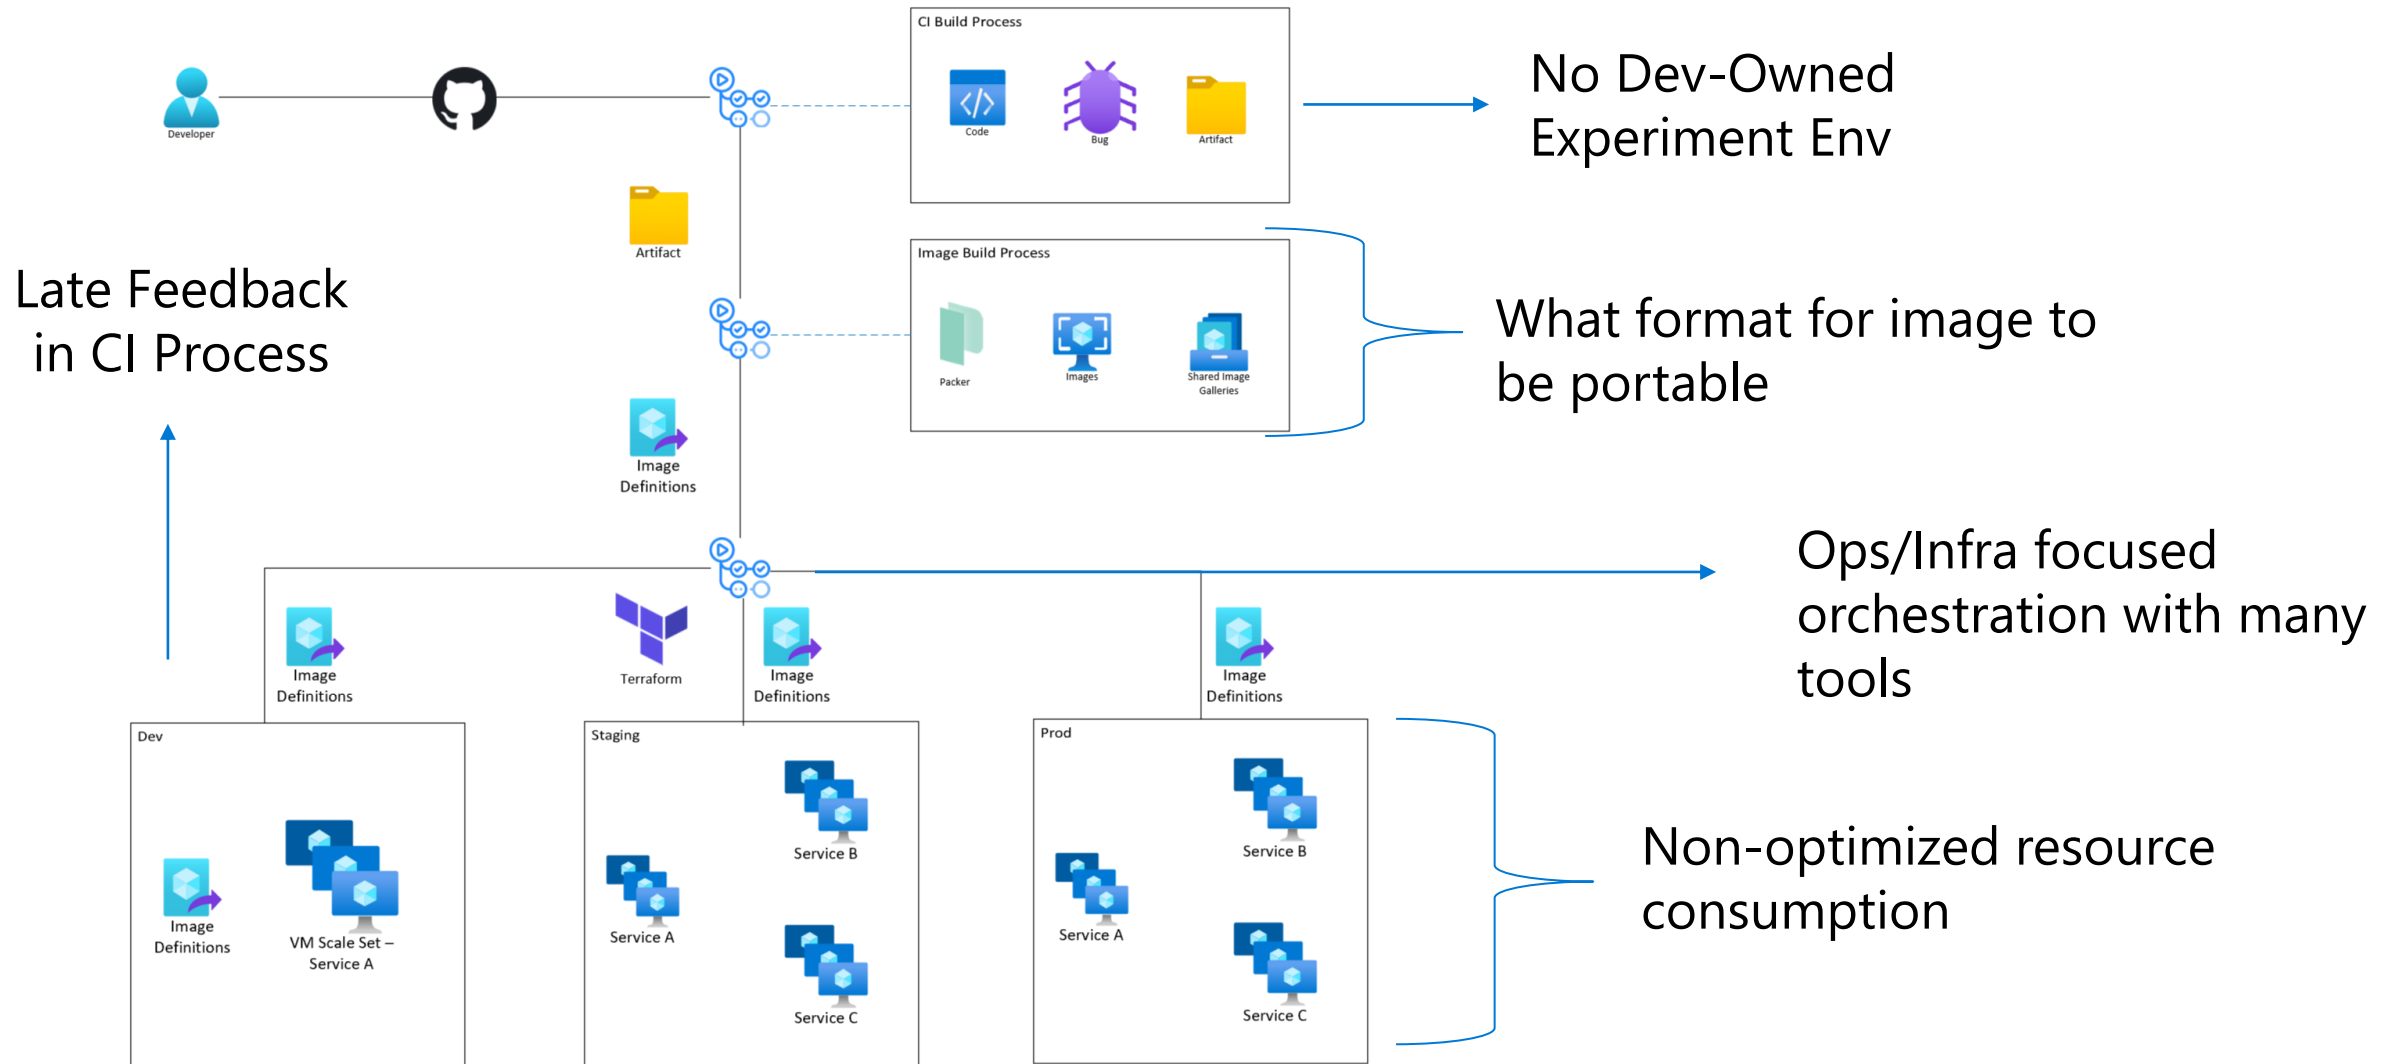 CI Build Process
Developer
Code
Bug
Artifact
No Dev-Owned
Experiment Env
Artifact
Late Feedback
in CI Process
Image Build Process
Packer
Images
Shared Image
Galleries
What format for image to
be portable
Image
Definitions
Ops/Infra focused
orchestration with many
tools
Image
Definitions
Terraform
Image
Definitions
Image
Definitions
Dev
Image
Definitions
VM Scale Set –
Service A
Staging
Service B
Service A
Service C
Prod
Service B
Service A
Service C
Non-optimized resource
consumption